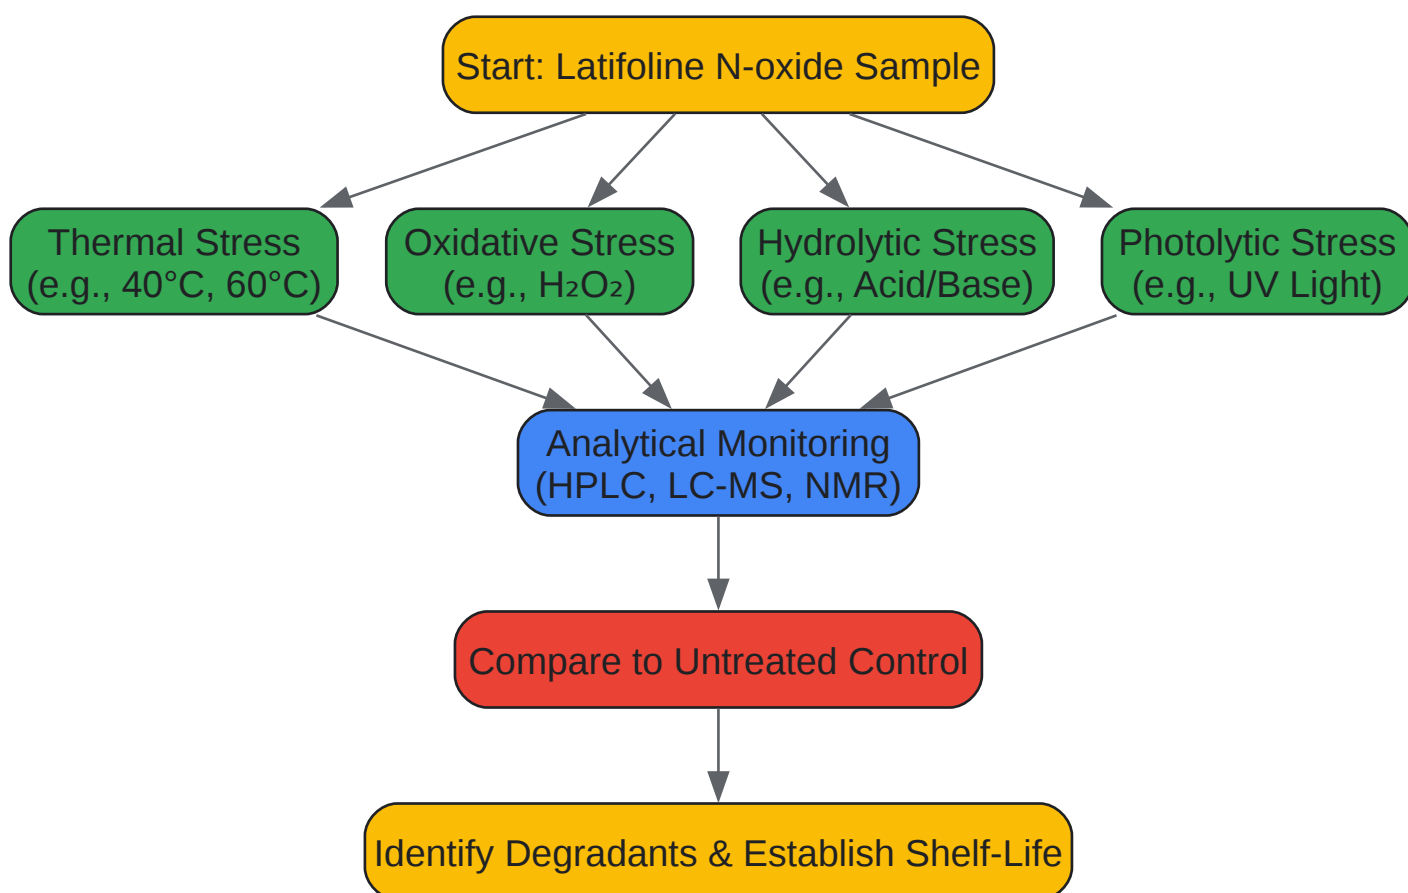 Start: Latifoline N-oxide Sample
Thermal Stress
(e.g., 40°C, 60°C)
Oxidative Stress
(e.g., H₂O₂)
Hydrolytic Stress
(e.g., Acid/Base)
Photolytic Stress
(e.g., UV Light)
Analytical Monitoring
(HPLC, LC-MS, NMR)
Compare to Untreated Control
Identify Degradants & Establish Shelf-Life